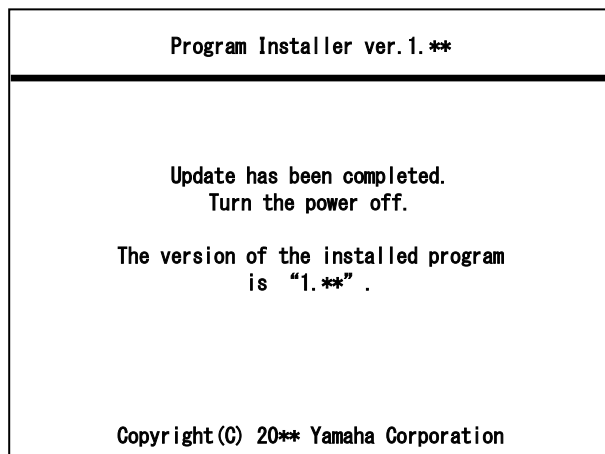 Program Installer ver.1.**
Update has been completed.
Turn the power off.
The version of the installed program
is “1.**”.
Copyright(C) 20** Yamaha Corporation